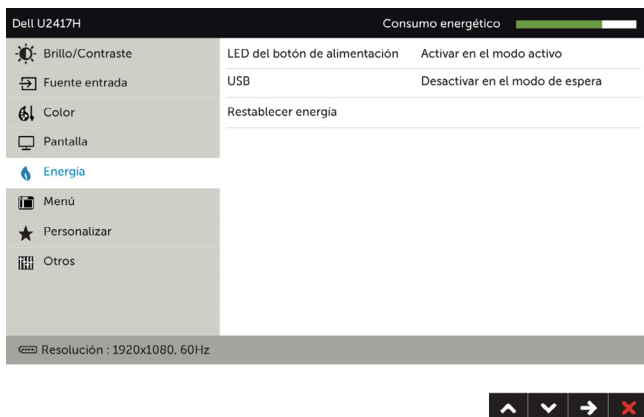 Dell U2417H Consumo energético
Brillo/Contraste LED del botón de alimentación Activar en el modo activo
Fuente entrada USB Desactivar en el modo de espera
Color Restablecer energía
Pantalla
Energía
Menú
Personalizar
Otros
Resolución : 1920x1080, 60Hz